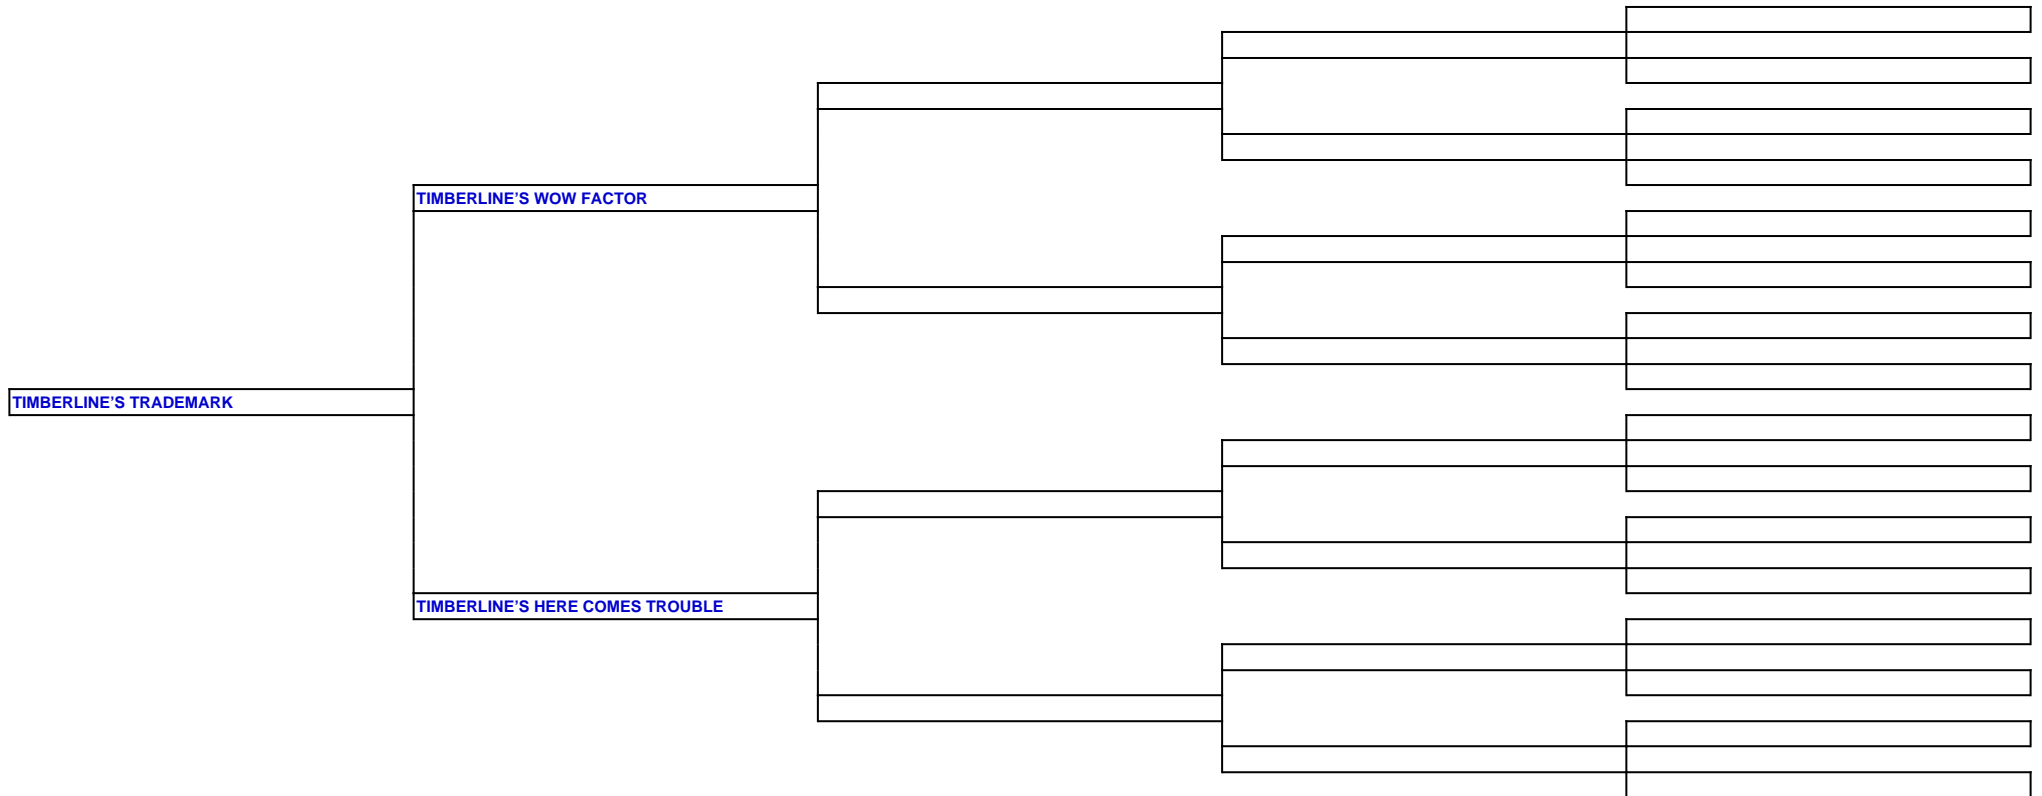 TIMBERLINE’S WOW FACTOR
TIMBERLINE’S TRADEMARK
TIMBERLINE’S HERE COMES TROUBLE